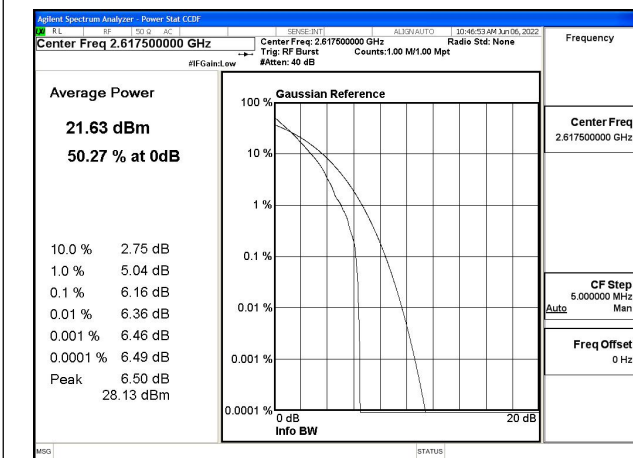 Agilent Spectrum Analyzer - Power Stat CCDF
RL RF 50 Ω AC SENSE:INT ALIGN AUTO 10:46:53 AM Jun 06, 2022
Center Freq 2.617500000 GHz
Center Freq: 2.617500000 GHz Radio Std: None
Trig: RF Burst Counts:1.00 M/1.00 Mpt
#IFGain:Low #Atten: 40 dB
Frequency
Average Power
21.63 dBm
50.27 % at 0dB
10.0 % 2.75 dB
1.0 % 5.04 dB
0.1 % 6.16 dB
0.01 % 6.36 dB
0.001 % 6.46 dB
0.0001 % 6.49 dB
Peak 6.50 dB
28.13 dBm
Gaussian Reference
100 %
10 %
1 %
0.1 %
0.01 %
0.001 %
0.0001 %
0 dB 20 dB
Info BW
Center Freq
2.617500000 GHz
CF Step
5.000000 MHz
Auto Man
Freq Offset
0 Hz
MSG STATUS